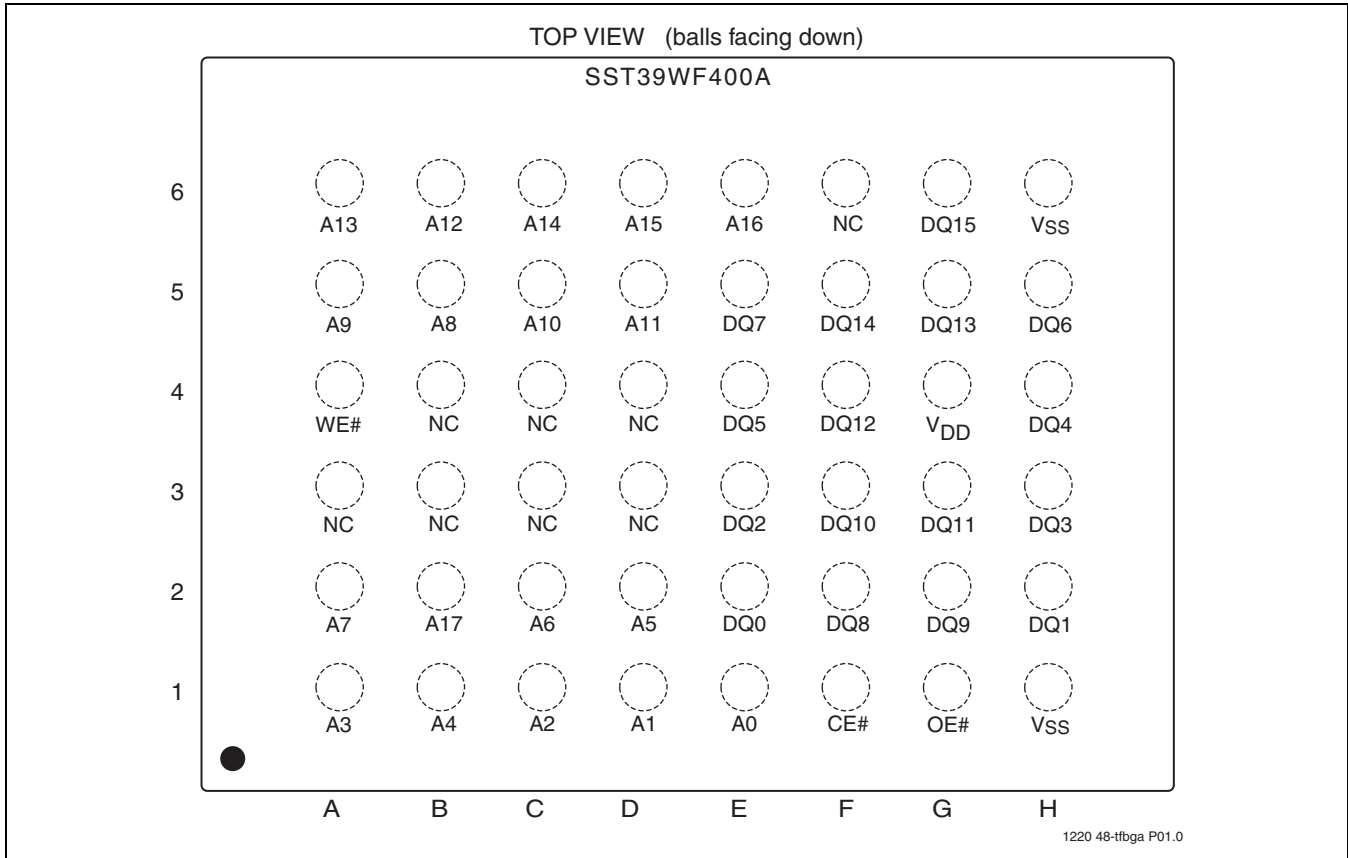 TOP VIEW (balls facing down)
SST39WF400A
6
A13 A12 A14 A15 A16 NC DQ15 VSS
5
A9 A8 A10 A11 DQ7 DQ14 DQ13 DQ6
4
WE# NC NC NC DQ5 DQ12 VDD DQ4
3
NC NC NC NC DQ2 DQ10 DQ11 DQ3
2
A7 A17 A6 A5 DQ0 DQ8 DQ9 DQ1
1
A3 A4 A2 A1 A0 CE# OE# VSS
A B C D E F G H
1220 48-tfbga P01.0